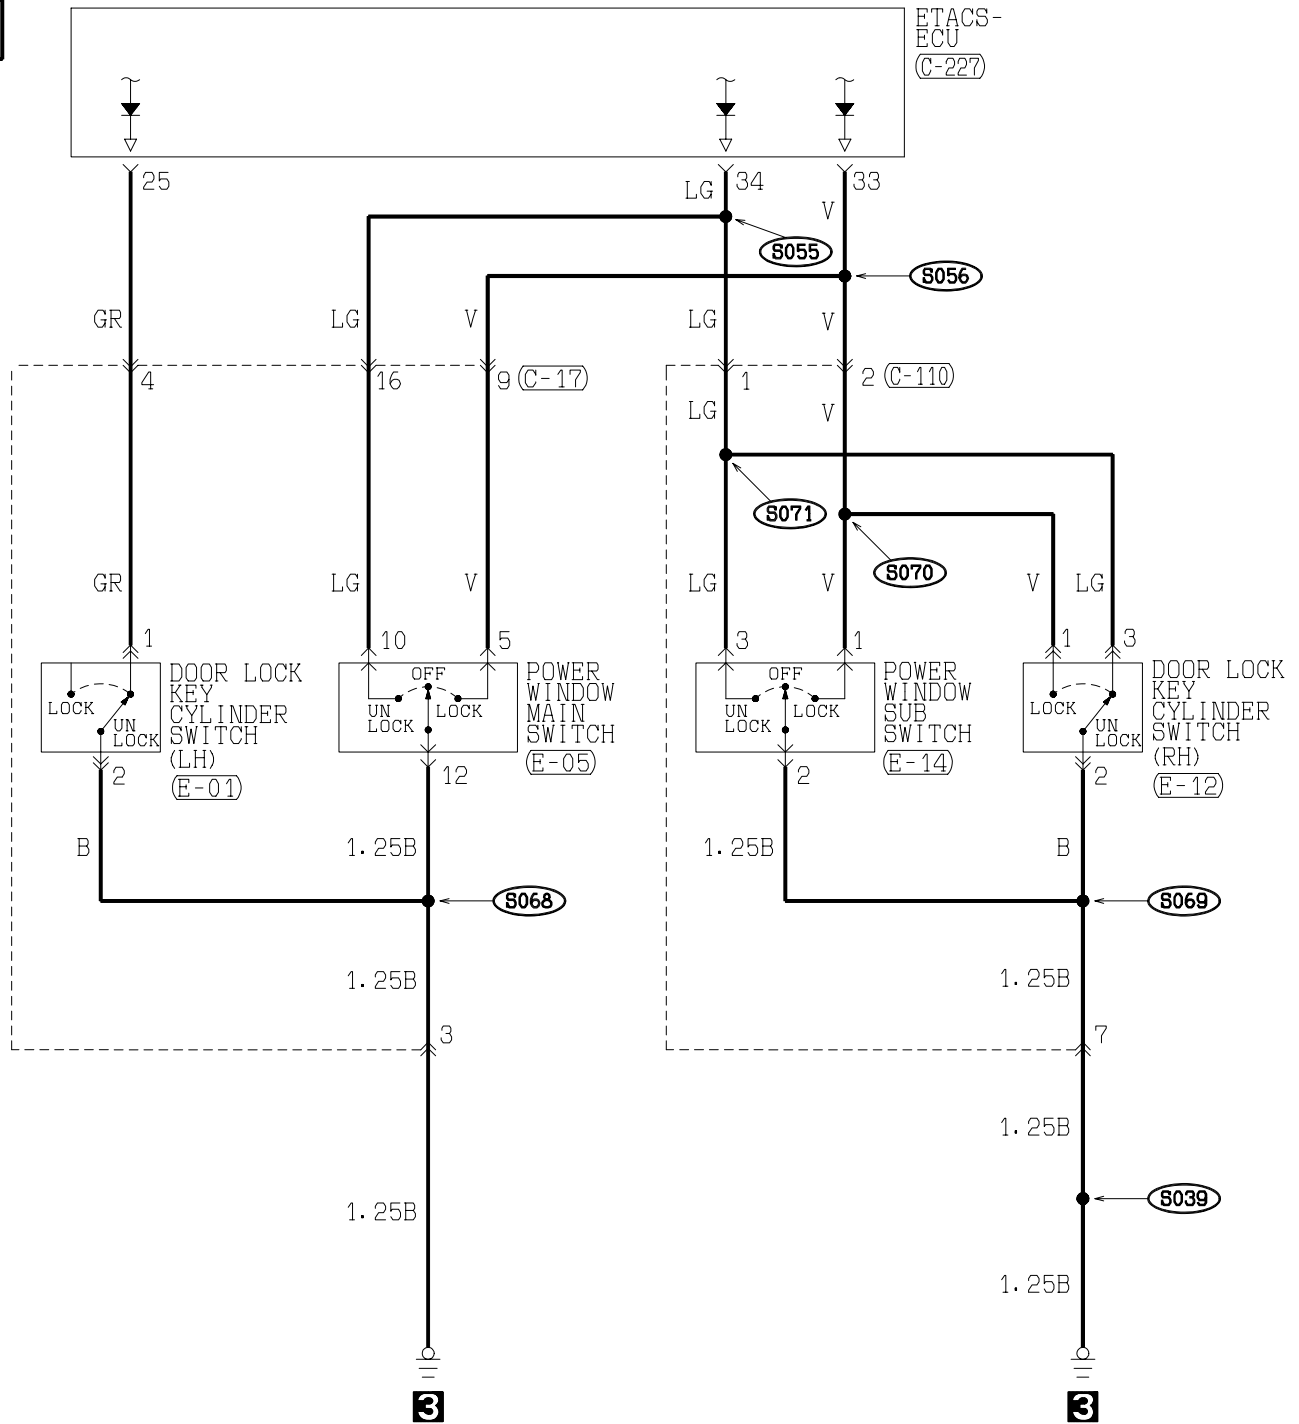 ETACS-
ECU
(C-227)
25
LG
34
33
V
S055
S056
GR
LG
V
LG
V
4
16
9
(C-17)
1
2
(C-110)
LG
V
S071
S070
GR
LG
V
LG
V
V
LG
1
10
5
3
1
1
3
DOOR LOCK
KEY
CYLINDER
SWITCH
(LH)
(E-01)
LOCK
UN
LOCK
2
OFF
UN
LOCK
LOCK
POWER
WINDOW
MAIN
SWITCH
(E-05)
12
OFF
UN
LOCK
LOCK
POWER
WINDOW
SUB
SWITCH
(E-14)
2
LOCK
UN
LOCK
DOOR LOCK
KEY
CYLINDER
SWITCH
(RH)
(E-12)
2
B
1.25B
1.25B
B
S068
S069
1.25B
1.25B
3
7
1.25B
S039
1.25B
1.25B
3
3